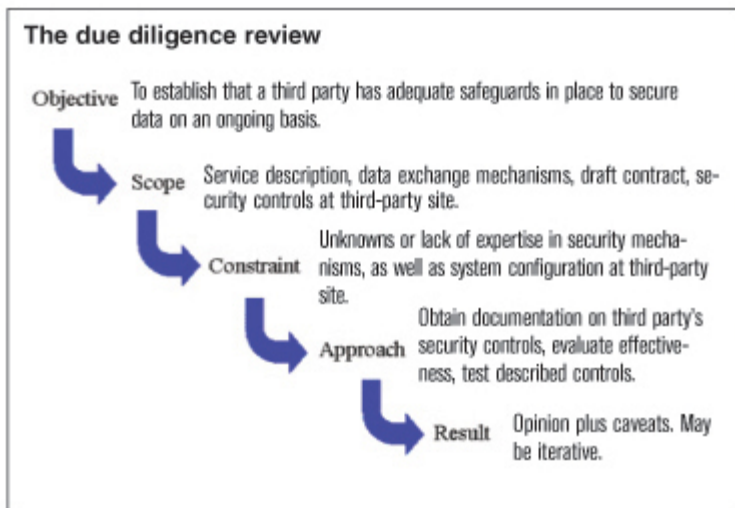 The due diligence review
Objective
To establish that a third party has adequate safeguards in place to secure
data on an ongoing basis.
Scope
Service description, data exchange mechanisms, draft contract, se-
curity controls at third-party site.
Constraint
Unknowns or lack of expertise in security mecha-
nisms, as well as system configuration at third-party
site.
Approach
Obtain documentation on third party's
security controls, evaluate effective-
ness, test described controls.
Result
Opinion plus caveats. May
be iterative.